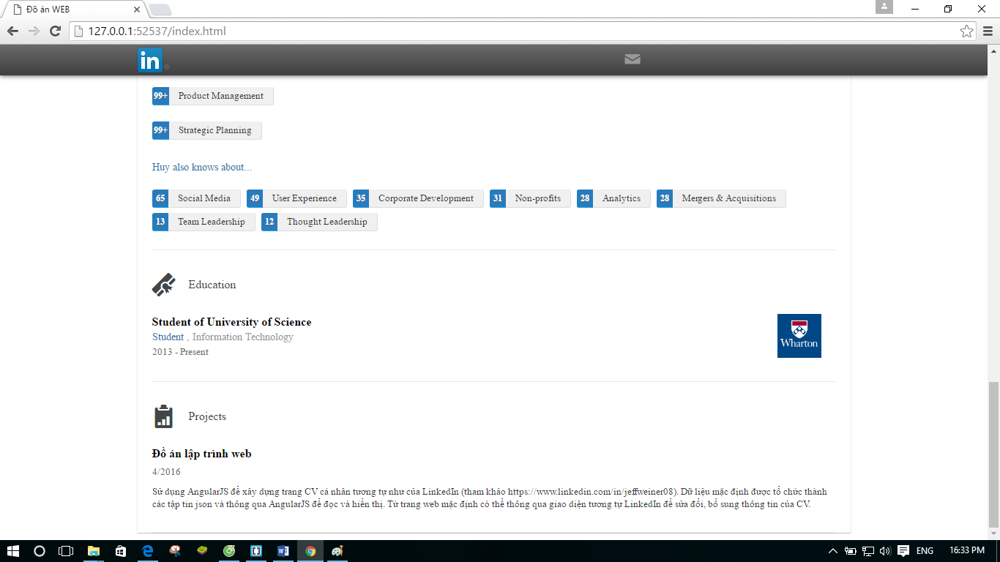 Đồ án WEB
127.0.0.1:52537/index.html
in
99+ Product Management
99+ Strategic Planning
Huy also knows about...
65 Social Media 49 User Experience 35 Corporate Development 31 Non-profits 28 Analytics 28 Mergers & Acquisitions
13 Team Leadership 12 Thought Leadership
Education
Student of University of Science
Student , Information Technology
2013 - Present
Wharton
Projects
Đồ án lập trình web
4/2016
Sử dụng AngularJS để xây dựng trang CV cá nhân tương tự như của LinkedIn (tham khảo https://www.linkedin.com/in/jeffweiner08). Dữ liệu mặc định được tổ chức thành
các tập tin json và thông qua AngularJS để đọc và hiển thị. Từ trang web mặc định có thể thông qua giao diện tương tự LinkedIn để sửa đổi, bổ sung thông tin của CV.
ENG 16:33 PM